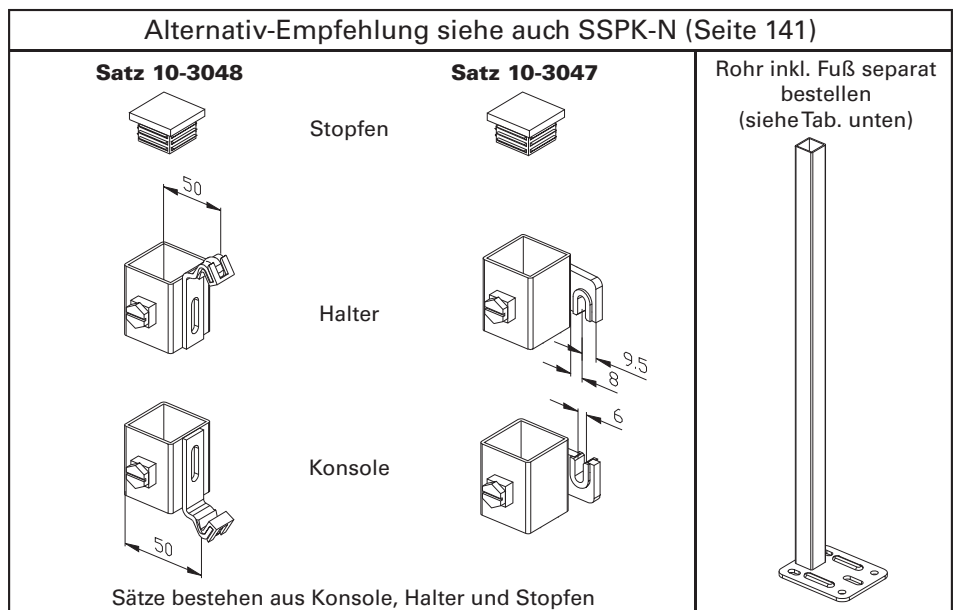 Alternativ-Empfehlung siehe auch SSPK-N (Seite 141)
Satz 10-3048
Satz 10-3047
Stopfen
50
Halter
9.5
8
6
Konsole
50
Sätze bestehen aus Konsole, Halter und Stopfen
Rohr inkl. Fuß separat
bestellen
(siehe Tab. unten)